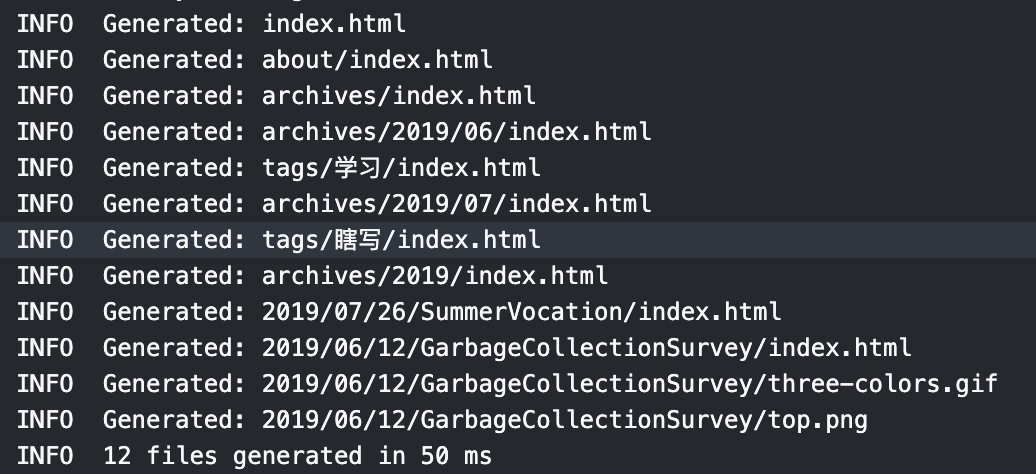 INFO  Generated: index.html
INFO  Generated: about/index.html
INFO  Generated: archives/index.html
INFO  Generated: archives/2019/06/index.html
INFO  Generated: tags/学习/index.html
INFO  Generated: archives/2019/07/index.html
INFO  Generated: tags/瞎写/index.html
INFO  Generated: archives/2019/index.html
INFO  Generated: 2019/07/26/SummerVocation/index.html
INFO  Generated: 2019/06/12/GarbageCollectionSurvey/index.html
INFO  Generated: 2019/06/12/GarbageCollectionSurvey/three-colors.gif
INFO  Generated: 2019/06/12/GarbageCollectionSurvey/top.png
INFO  12 files generated in 50 ms